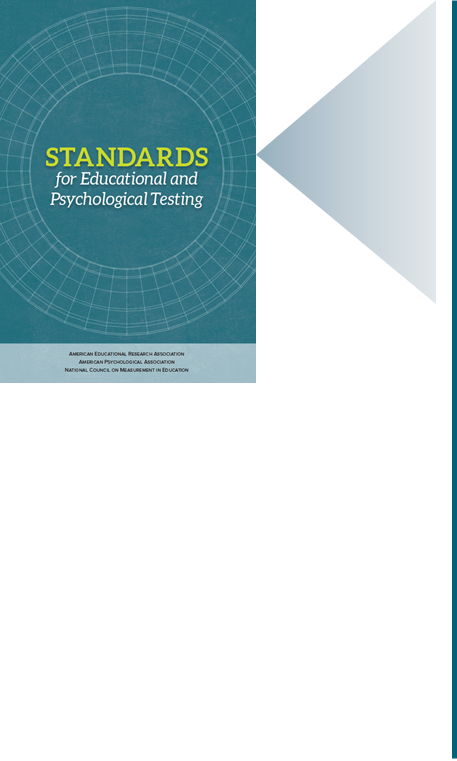 STANDARDS
for Educational and
Psychological Testing
American Educational Research Association
American Psychological Association
National Council on Measurement in Education